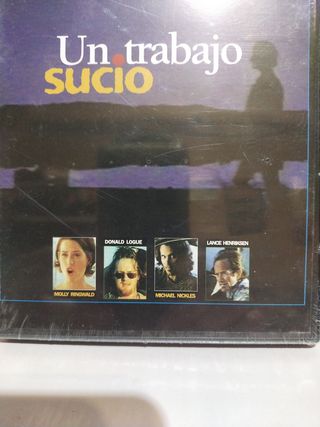 Un trabajo
sucio
DONALD LOGUE
LANCE HENRIKSEN
MOLLY RINGWALD
MICHAEL NICKLES